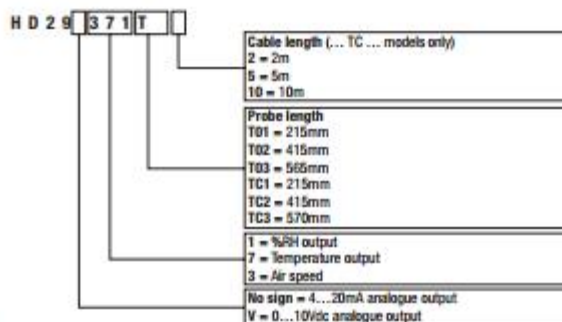 HD29 371 T
Cable length (... TC ... models only)
2 = 2m
5 = 5m
10 = 10m
Probe length
T01 = 215mm
T02 = 415mm
T03 = 565mm
TC1 = 215mm
TC2 = 415mm
TC3 = 570mm
1 = %RH output
7 = Temperature output
3 = Air speed
No sign = 4...20mA analogue output
V = 0...10Vdc analogue output